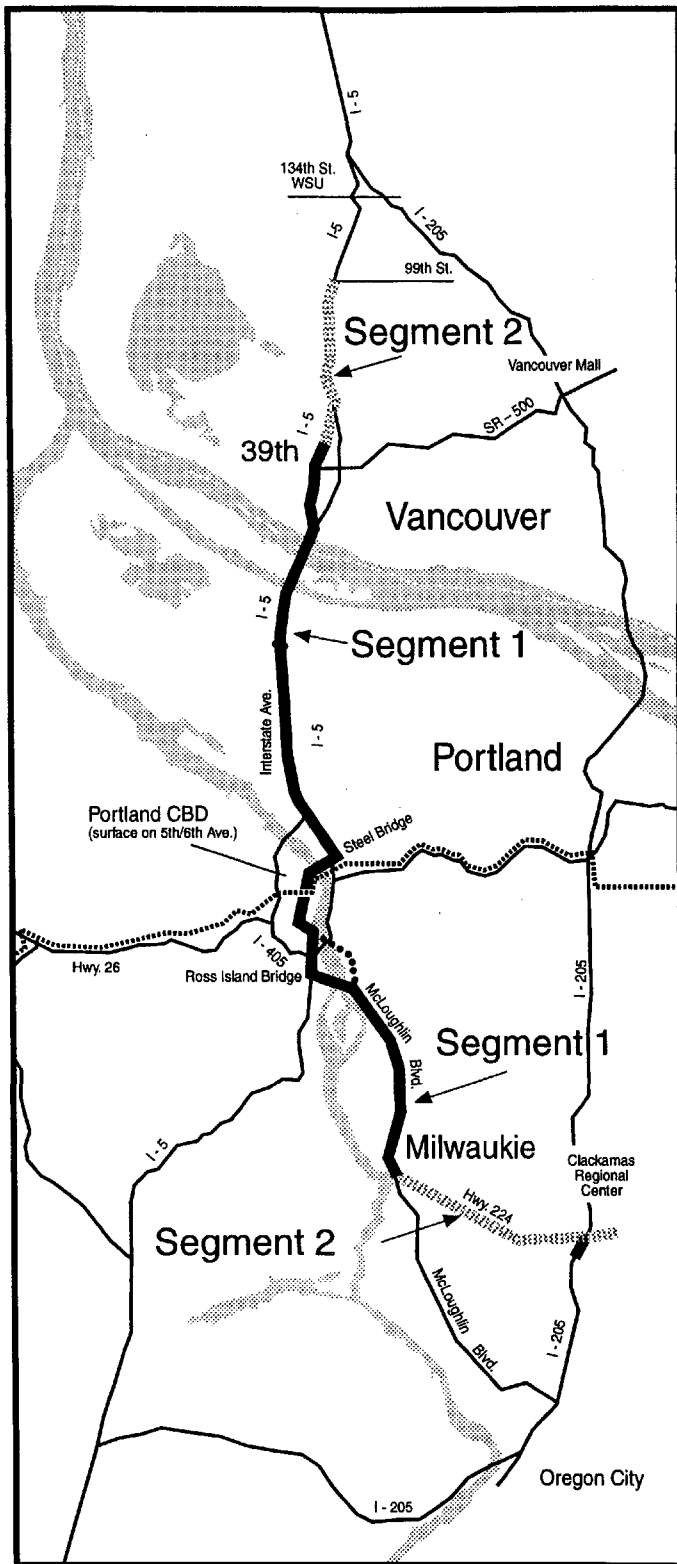 I - 5
134th St.
WSU
I - 205
I-5
99th St.
Segment 2
Vancouver Mall
I - 5
SR - 500
39th
Vancouver
I - 5
Segment 1
Interstate Ave.
I - 5
Portland
Portland CBD
(surface on 5th/6th Ave.)
Steel Bridge
I - 405
Hwy. 26
Ross Island Bridge
I - 205
McLoughlin
Blvd.
Segment 1
I - 5
Milwaukie
Clackamas
Regional
Center
Hwy. 224
Segment 2
McLoughlin
Blvd.
I - 205
Oregon City
I - 205